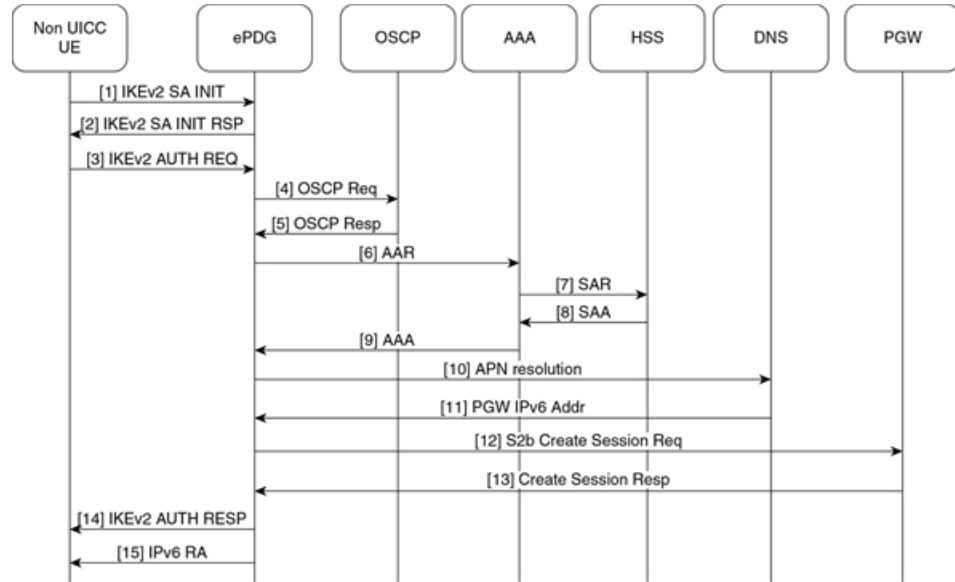 Non UICC
UE
ePDG
OSCP
AAA
HSS
DNS
PGW
[1] IKEv2 SA INIT
[2] IKEv2 SA INIT RSP
[3] IKEv2 AUTH REQ
[4] OSCP Req
[5] OSCP Resp
[6] AAR
[7] SAR
[8] SAA
[9] AAA
[10] APN resolution
[11] PGW IPv6 Addr
[12] S2b Create Session Req
[13] Create Session Resp
[14] IKEv2 AUTH RESP
[15] IPv6 RA